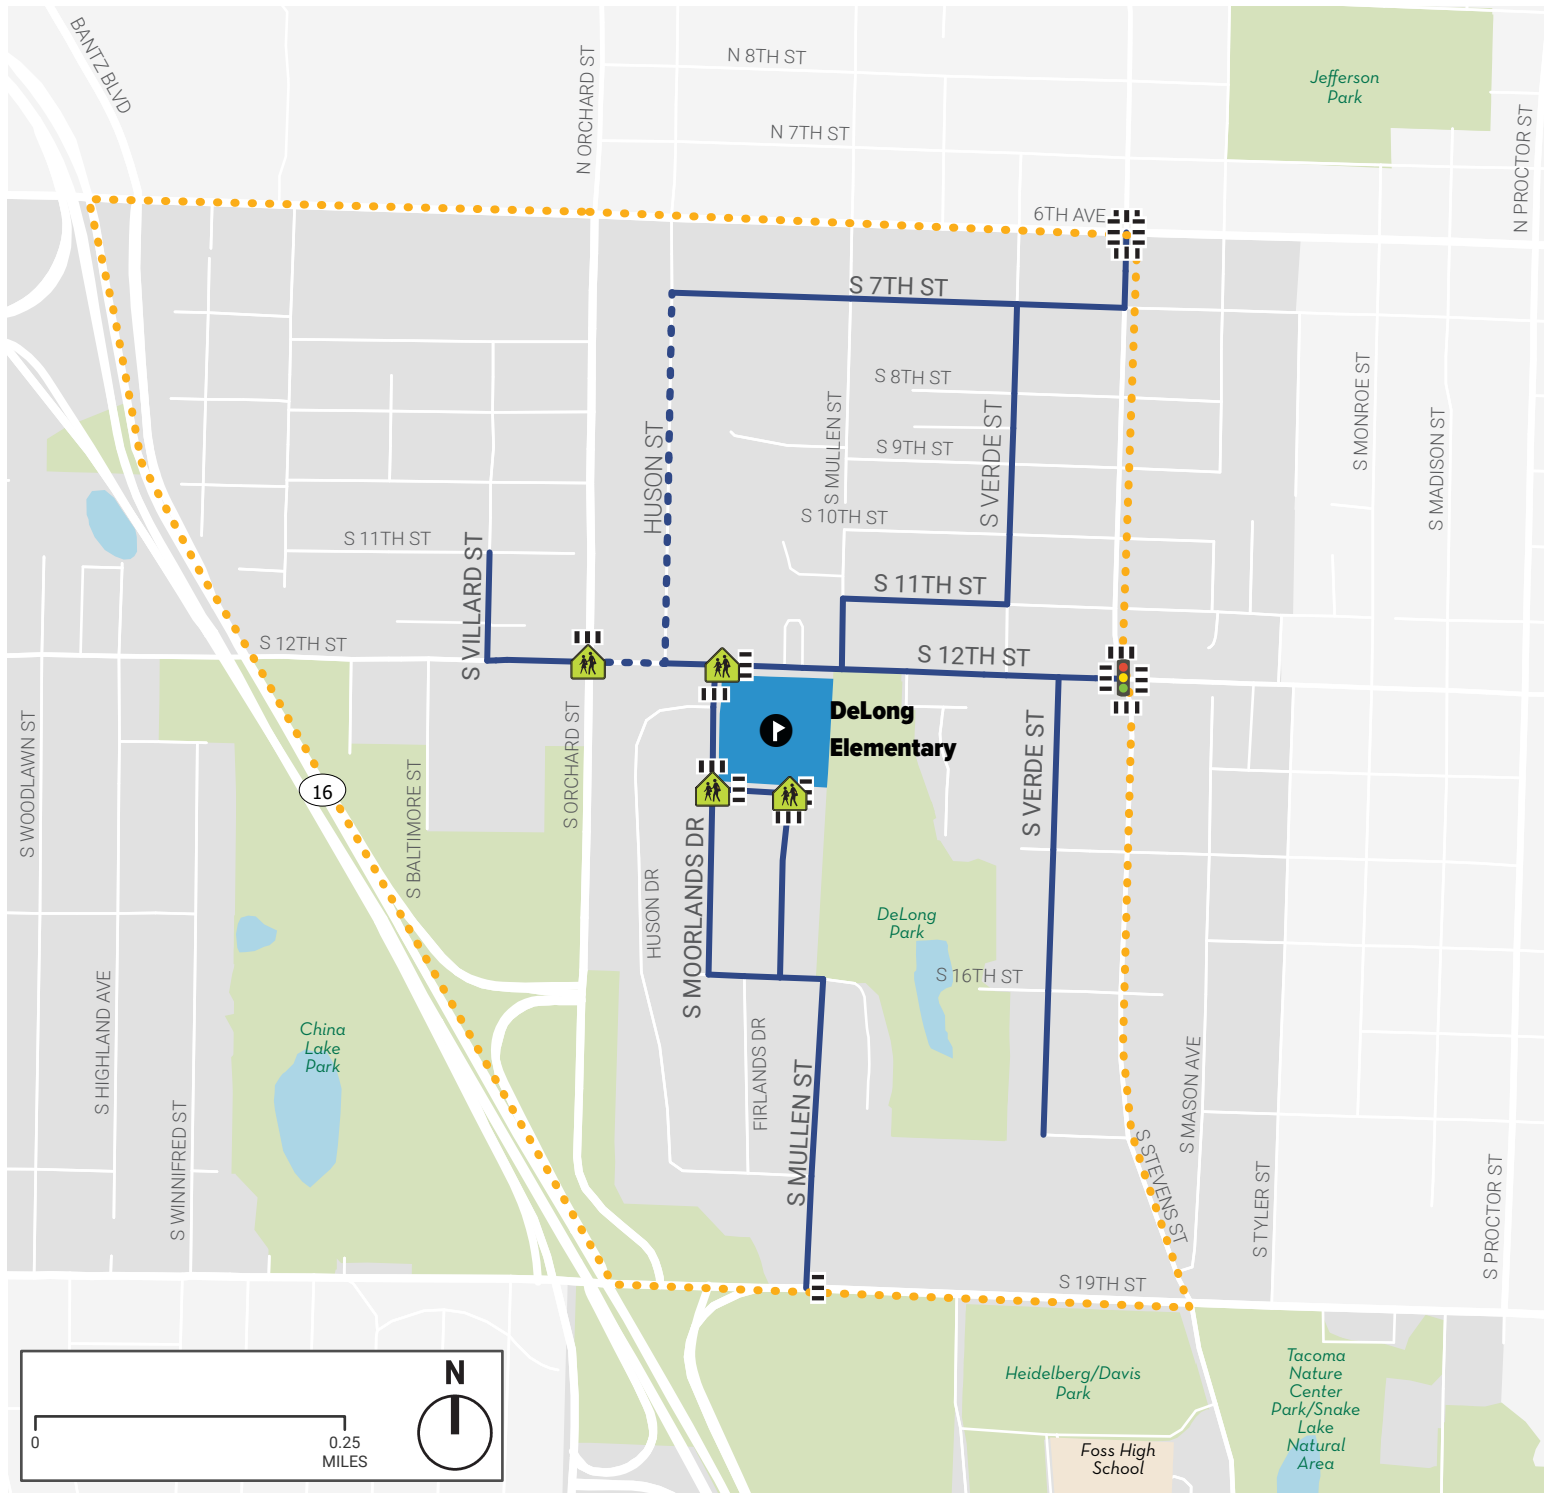 BANTZ BLVD
N ORCHARD ST
N 8TH ST
Jefferson
Park
N 7TH ST
N PROCTOR ST
6TH AVE
S 7TH ST
S 8TH ST
S MULLEN ST
S VERDE ST
S MONROE ST
S MADISON ST
HUSON ST
S 9TH ST
S 10TH ST
S 11TH ST
S VILLARD ST
S 11TH ST
S 12TH ST
S 12TH ST
DeLong
Elementary
S WOODLAWN ST
S ORCHARD ST
S VERDE ST
16
S BALTIMORE ST
S MOORLANDS DR
HUSON DR
DeLong
Park
S 16TH ST
S HIGHLAND AVE
China
Lake
Park
FIRLANDS DR
S MASON AVE
S MULLEN ST
S WINNIFRED ST
S STEVENS ST
S TYLER ST
S PROCTOR ST
S 19TH ST
N
0
0.25
MILES
Heidelberg/Davis
Park
Tacoma
Nature
Center
Park/Snake
Lake
Natural
Area
Foss High
School